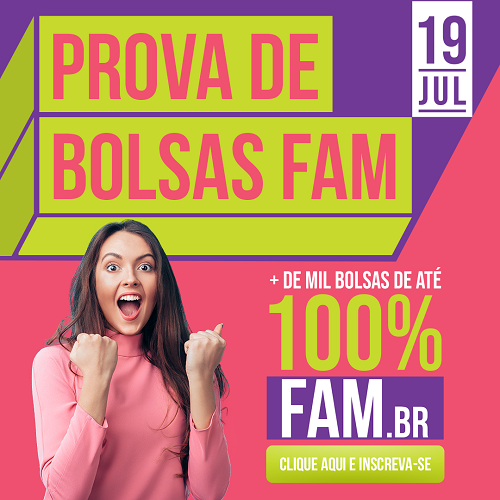 PROVA DE
BOLSAS FAM
19
JUL
+ DE MIL BOLSAS DE ATÉ
100%
FAM.BR
CLIQUE AQUI E INSCREVA-SE